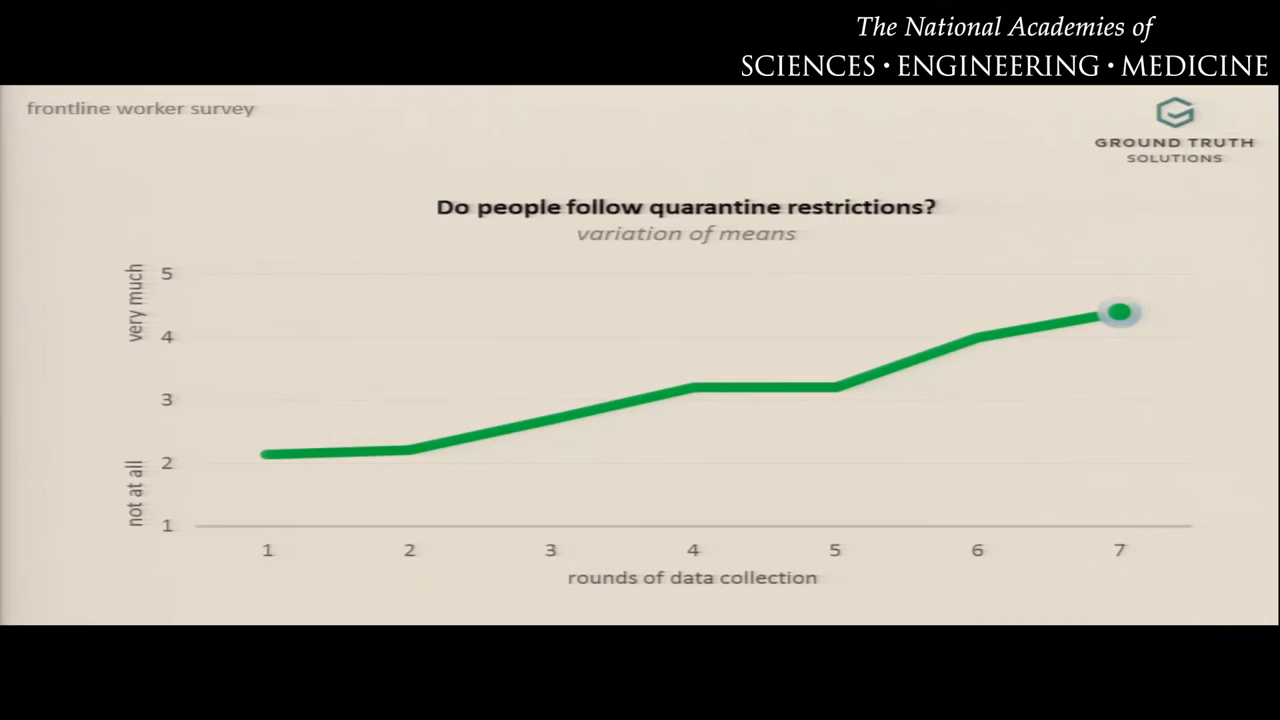 The National Academies of
SCIENCES · ENGINEERING · MEDICINE
frontline worker survey
GROUND TRUTH
SOLUTIONS
Do people follow quarantine restrictions?
variation of means
very much
not at all
5
4
3
2
1
1 2 3 4 5 6 7
rounds of data collection